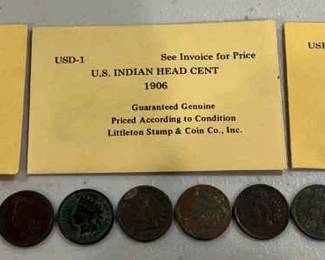 USD-1 See Invoice for Price
U.S. INDIAN HEAD CENT
1906
Guaranteed Genuine
Priced According to Condition
Littleton Stamp & Coin Co., Inc.